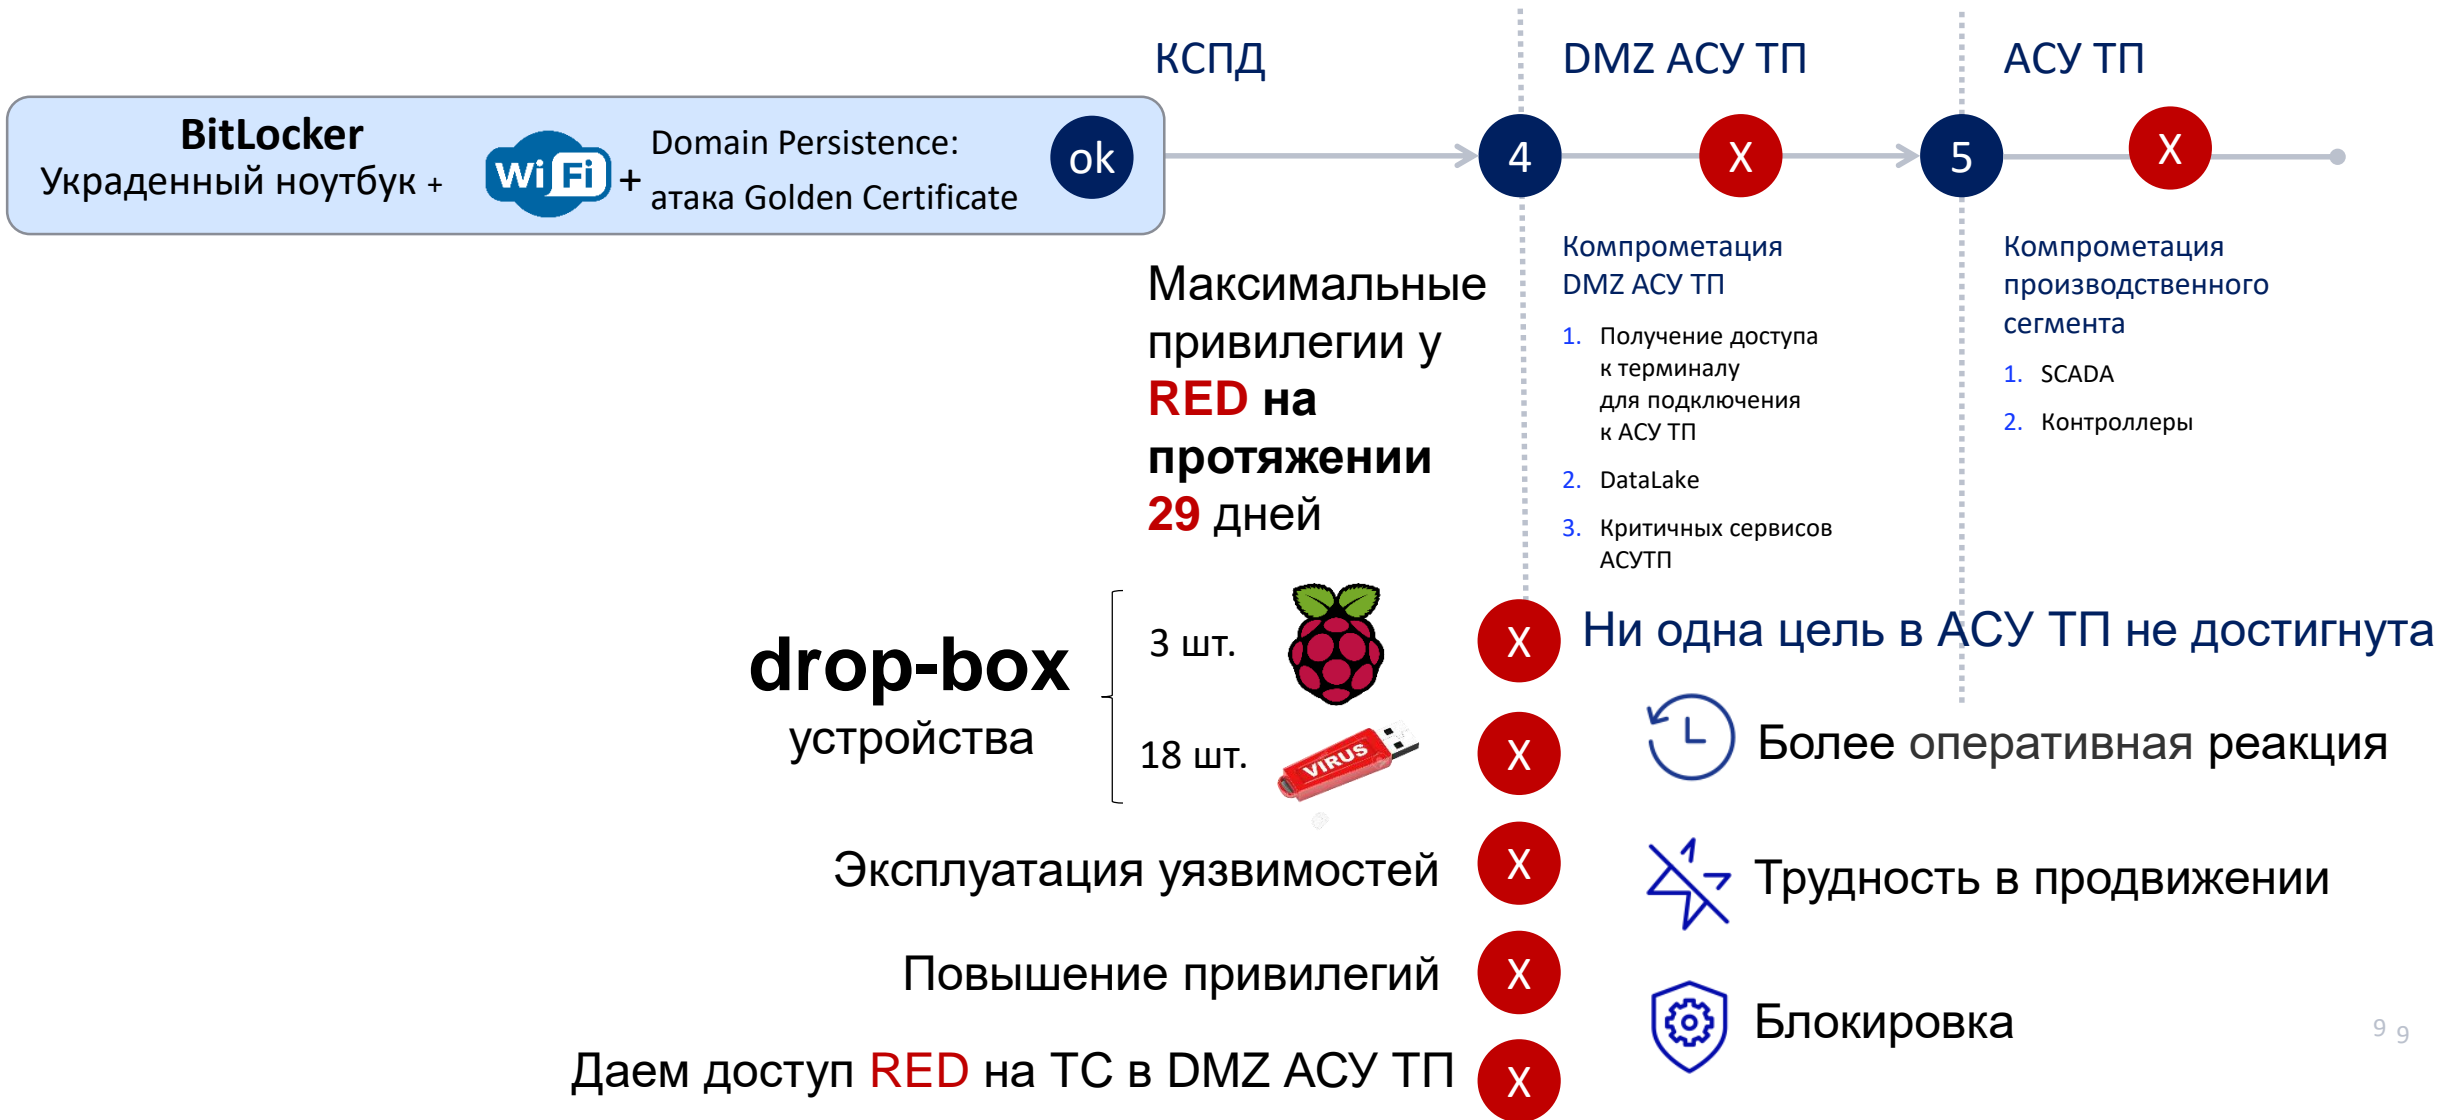 КСПД
DMZ АСУ ТП
АСУ ТП
BitLocker
Украденный ноутбук +
Wi Fi
+
Domain Persistence:
атака Golden Certificate
ok
4
X
5
X
Максимальные
привилегии у
RED на
протяжении
29 дней
Компрометация
DMZ АСУ ТП
1. Получение доступа
к терминалу
для подключения
к АСУ ТП
2. DataLake
3. Критичных сервисов
АСУТП
Компрометация
производственного
сегмента
1. SCADA
2. Контроллеры
drop-box
устройства
3 шт.
X
18 шт.
VIRUS
X
Эксплуатация уязвимостей
X
Повышение привилегий
X
Даем доступ RED на ТС в DMZ АСУ ТП
X
Ни одна цель в АСУ ТП не достигнута
Более оперативная реакция
Трудность в продвижении
Блокировка
9
9